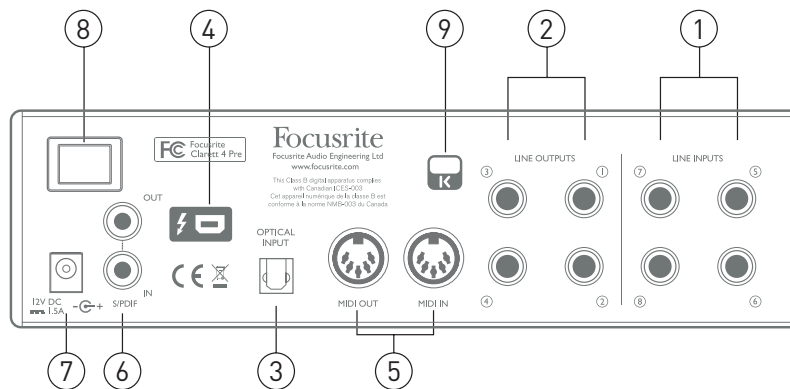 8
4
9
2
1
FC Focusrite
Clarett 4 Pre
Focusrite
Focusrite Audio Engineering Ltd
www.focusrite.com
This Class B digital apparatus complies
with Canadian ICES-003
Cet appareil numérique de la classe B est
conforme à la norme NMB-003 du Canada
K
LINE OUTPUTS
3
1
4
2
LINE INPUTS
7
5
8
6
OUT
IN
S/PDIF
12V DC
1.5A
- +
CE
OPTICAL
INPUT
MIDI OUT
MIDI IN
7
6
3
5